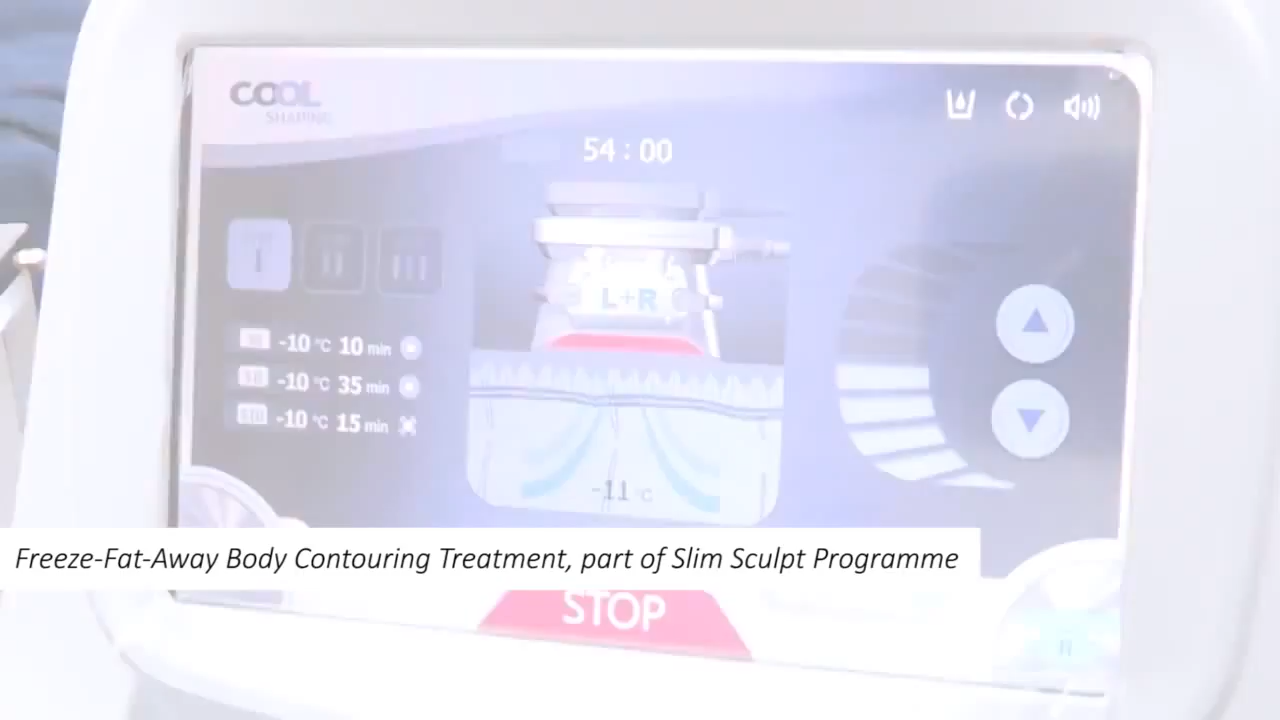 COOL
SHAPING
54 : 00
I II III
-10 °C 10 min
-10 °C 35 min
-10 °C 15 min
L+R
-11 c
Freeze-Fat-Away Body Contouring Treatment, part of Slim Sculpt Programme
STOP